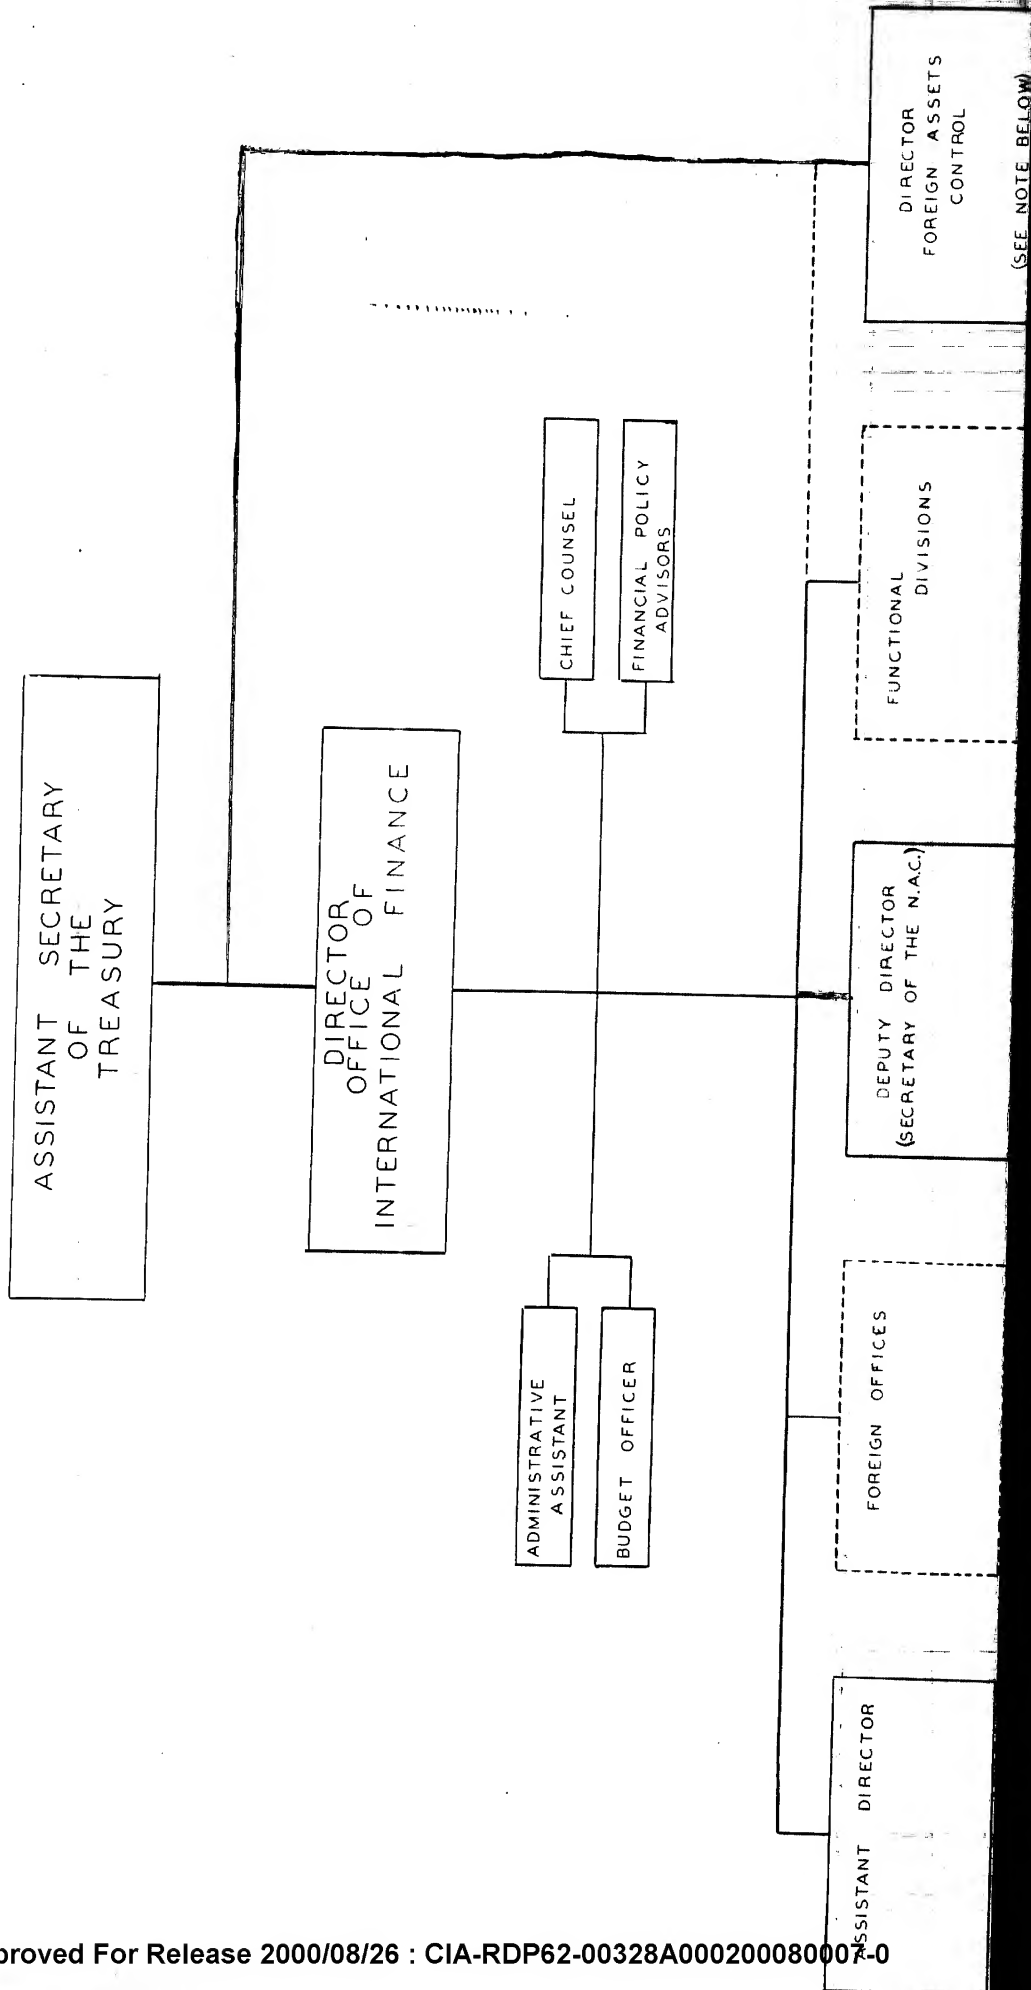 ASSISTANT SECRETARY
OF THE
TREASURY
DIRECTOR
OFFICE OF
INTERNATIONAL FINANCE
ADMINISTRATIVE
ASSISTANT
BUDGET OFFICER
CHIEF COUNSEL
FINANCIAL POLICY
ADVISORS
ASSISTANT DIRECTOR
FOREIGN OFFICES
DEPUTY DIRECTOR
(SECRETARY OF THE N.A.C.)
FUNCTIONAL
DIVISIONS
DIRECTOR
FOREIGN ASSETS
CONTROL
(SEE NOTE BELOW)
proved For Release 2000/08/26 : CIA-RDP62-00328A000200080007-0